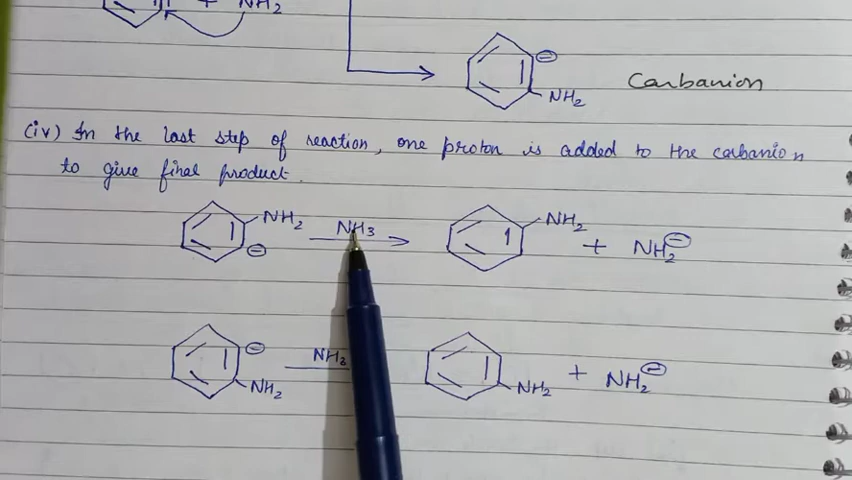 + NH2
NH2 Carbanion
(iv) In the last step of reaction, one proton is added to the carbanion
to give final product.
NH2 NH3 NH2 + NH2⊖
⊖
⊖ NH3 + NH2⊖
NH2 NH2